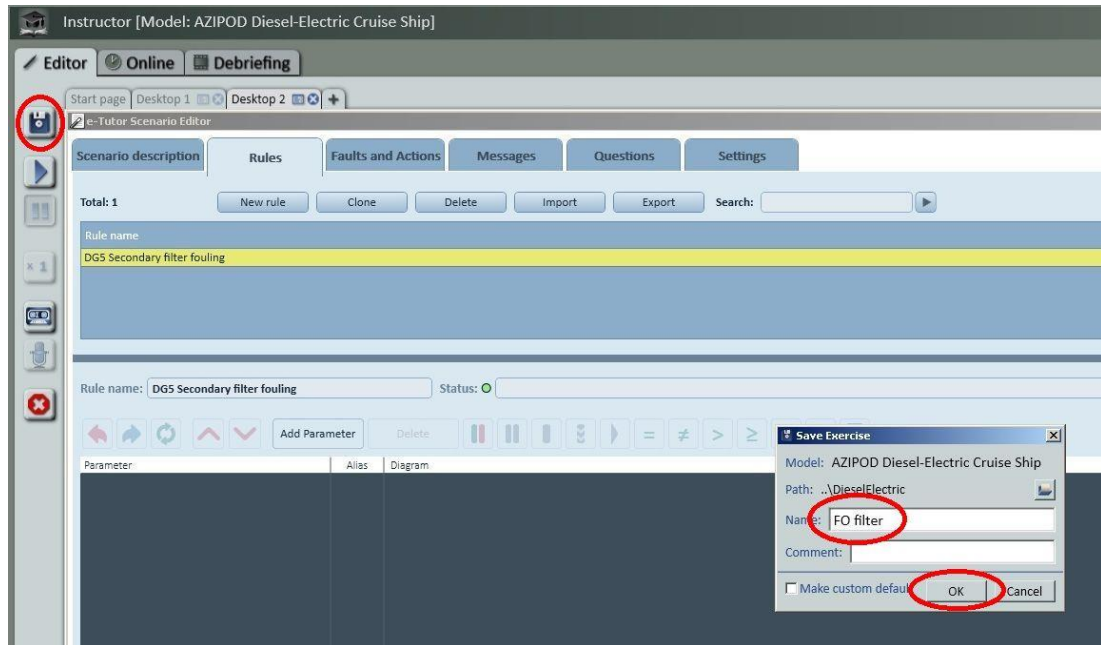 Instructor [Model: AZIPOD Diesel-Electric Cruise Ship]
Editor Online Debriefing
Start page Desktop 1 Desktop 2 +
e-Tutor Scenario Editor
Scenario description Rules Faults and Actions Messages Questions Settings
Total: 1 New rule Clone Delete Import Export Search:
Rule name
DG5 Secondary filter fouling
× 1
Rule name: DG5 Secondary filter fouling Status:
Add Parameter Delete = ≠ > ≥
Parameter Alias Diagram
Save Exercise
Model: AZIPOD Diesel-Electric Cruise Ship
Path: ..\DieselElectric
Name: FO filter
Comment:
Make custom defaul OK Cancel